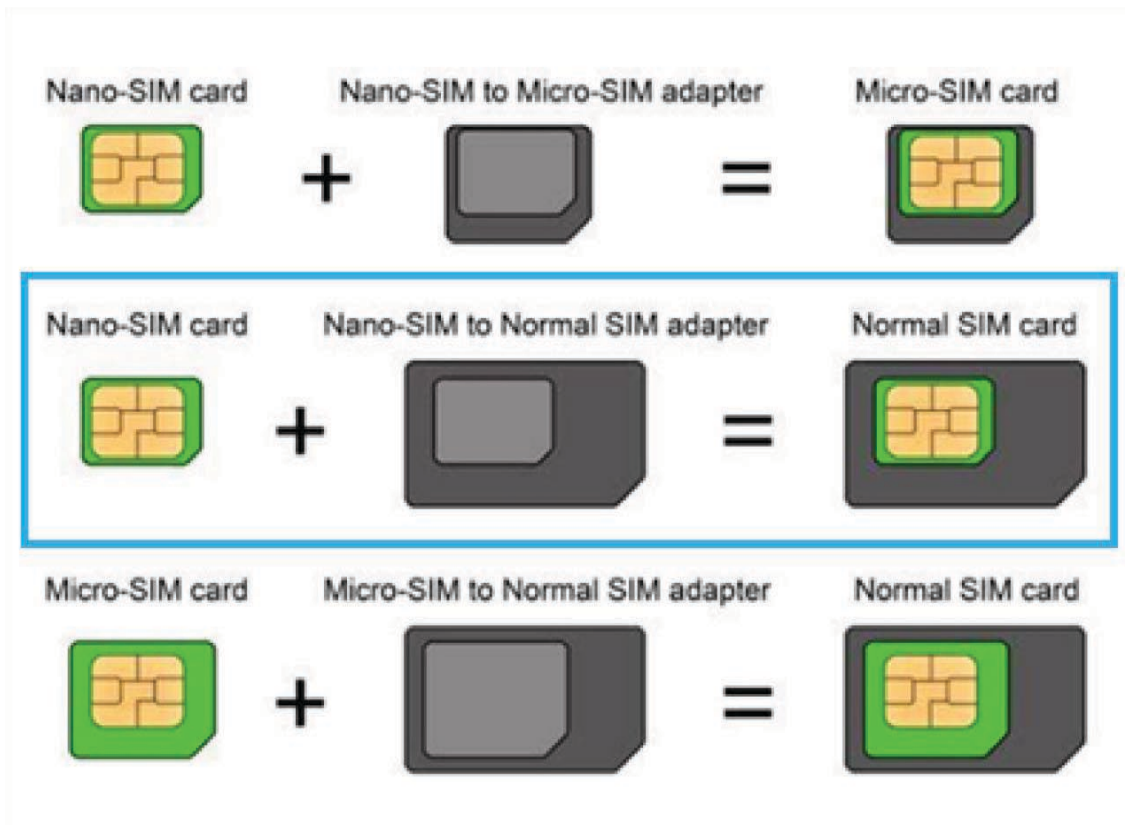 Nano-SIM card Nano-SIM to Micro-SIM adapter Micro-SIM card
+ =
Nano-SIM card Nano-SIM to Normal SIM adapter Normal SIM card
+ =
Micro-SIM card Micro-SIM to Normal SIM adapter Normal SIM card
+ =